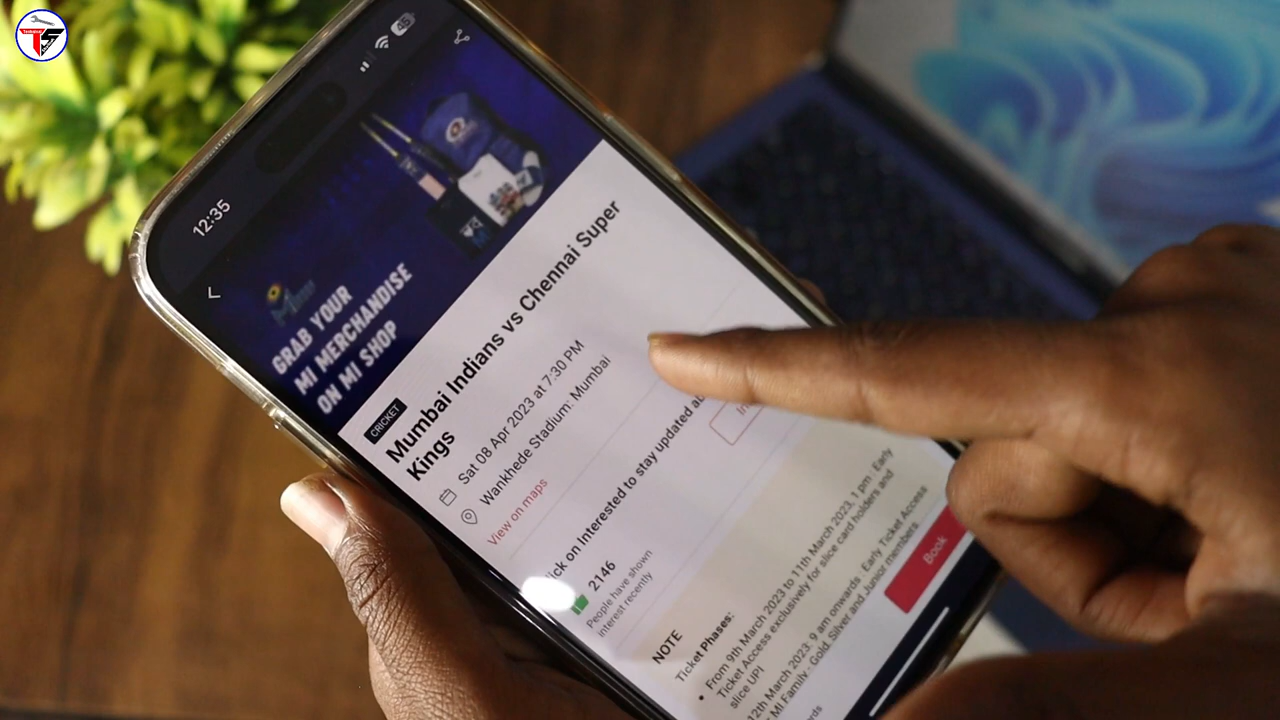 TS
12:35
45
GRAB YOUR
MI MERCHANDISE
ON MI SHOP
CRICKET
Mumbai Indians vs Chennai Super
Kings
Sat 08 Apr 2023 at 7:30 PM
Wankhede Stadium: Mumbai
View on maps
ick on Interested to stay updated
2146
People have shown
interest recently
NOTE
Ticket Phases:
• From 9th March 2023 to 11th March 2023, 1 pm : Early
Ticket Access exclusively for slice card holders and
slice UPI
12th March 2023: 9 am onwards : Early Ticket Access
MI Family - Gold, Silver and Junior members
Book